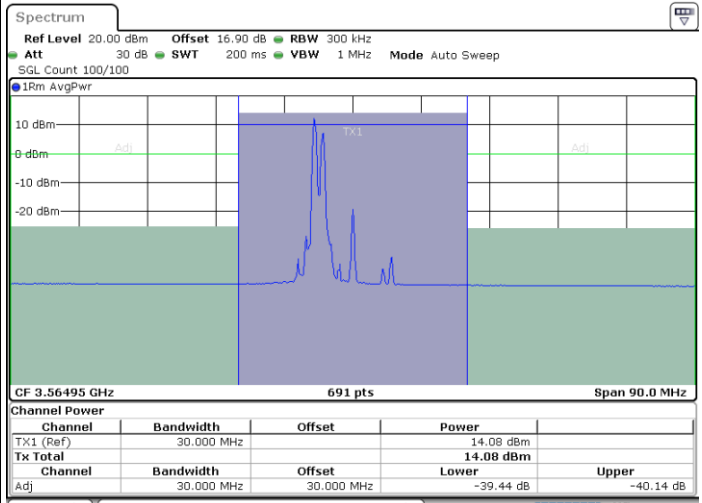 Spectrum
Ref Level 20.00 dBm Offset 16.90 dB RBW 300 kHz
Att 30 dB SWT 200 ms VBW 1 MHz Mode Auto Sweep
SGL Count 100/100
1Rm AvgPwr
10 dBm
TX1
Adj
Adj
0 dBm
-10 dBm
-20 dBm
CF 3.56495 GHz 691 pts Span 90.0 MHz
Channel Power
Channel Bandwidth Offset Power
TX1 (Ref) 30.000 MHz 14.08 dBm
Tx Total 14.08 dBm
Channel Bandwidth Offset Lower Upper
Adj 30.000 MHz 30.000 MHz -39.44 dB -40.14 dB